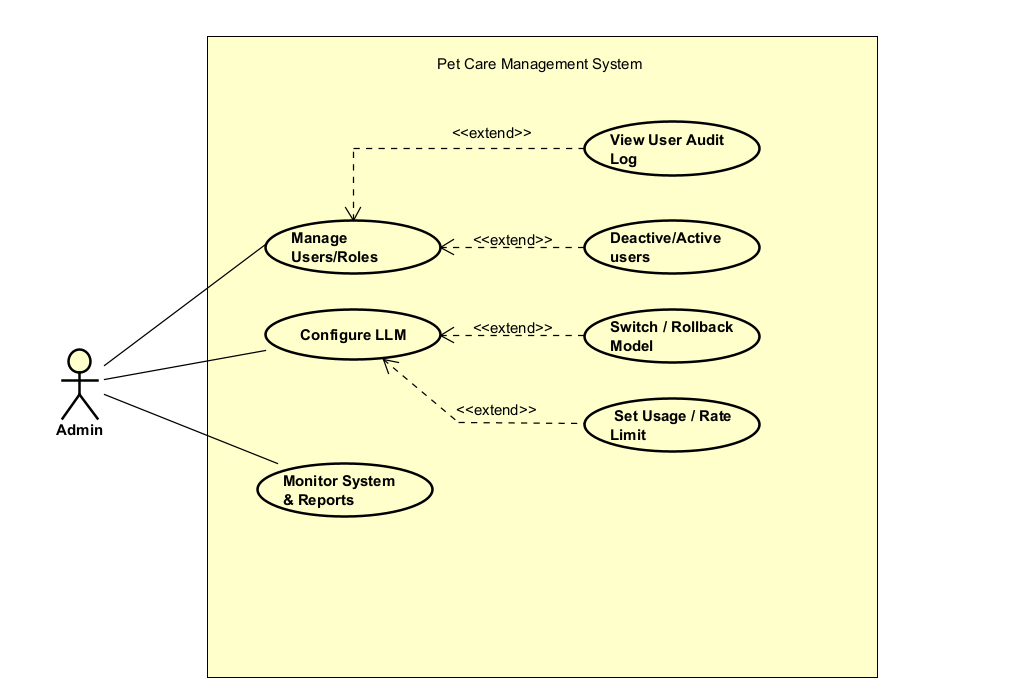 Pet Care Management System
<<extend>>
View User Audit
Log
Manage
Users/Roles
<<extend>>
Deactive/Active
users
Configure LLM
<<extend>>
Switch / Rollback
Model
<<extend>>
Set Usage / Rate
Limit
Admin
Monitor System
& Reports